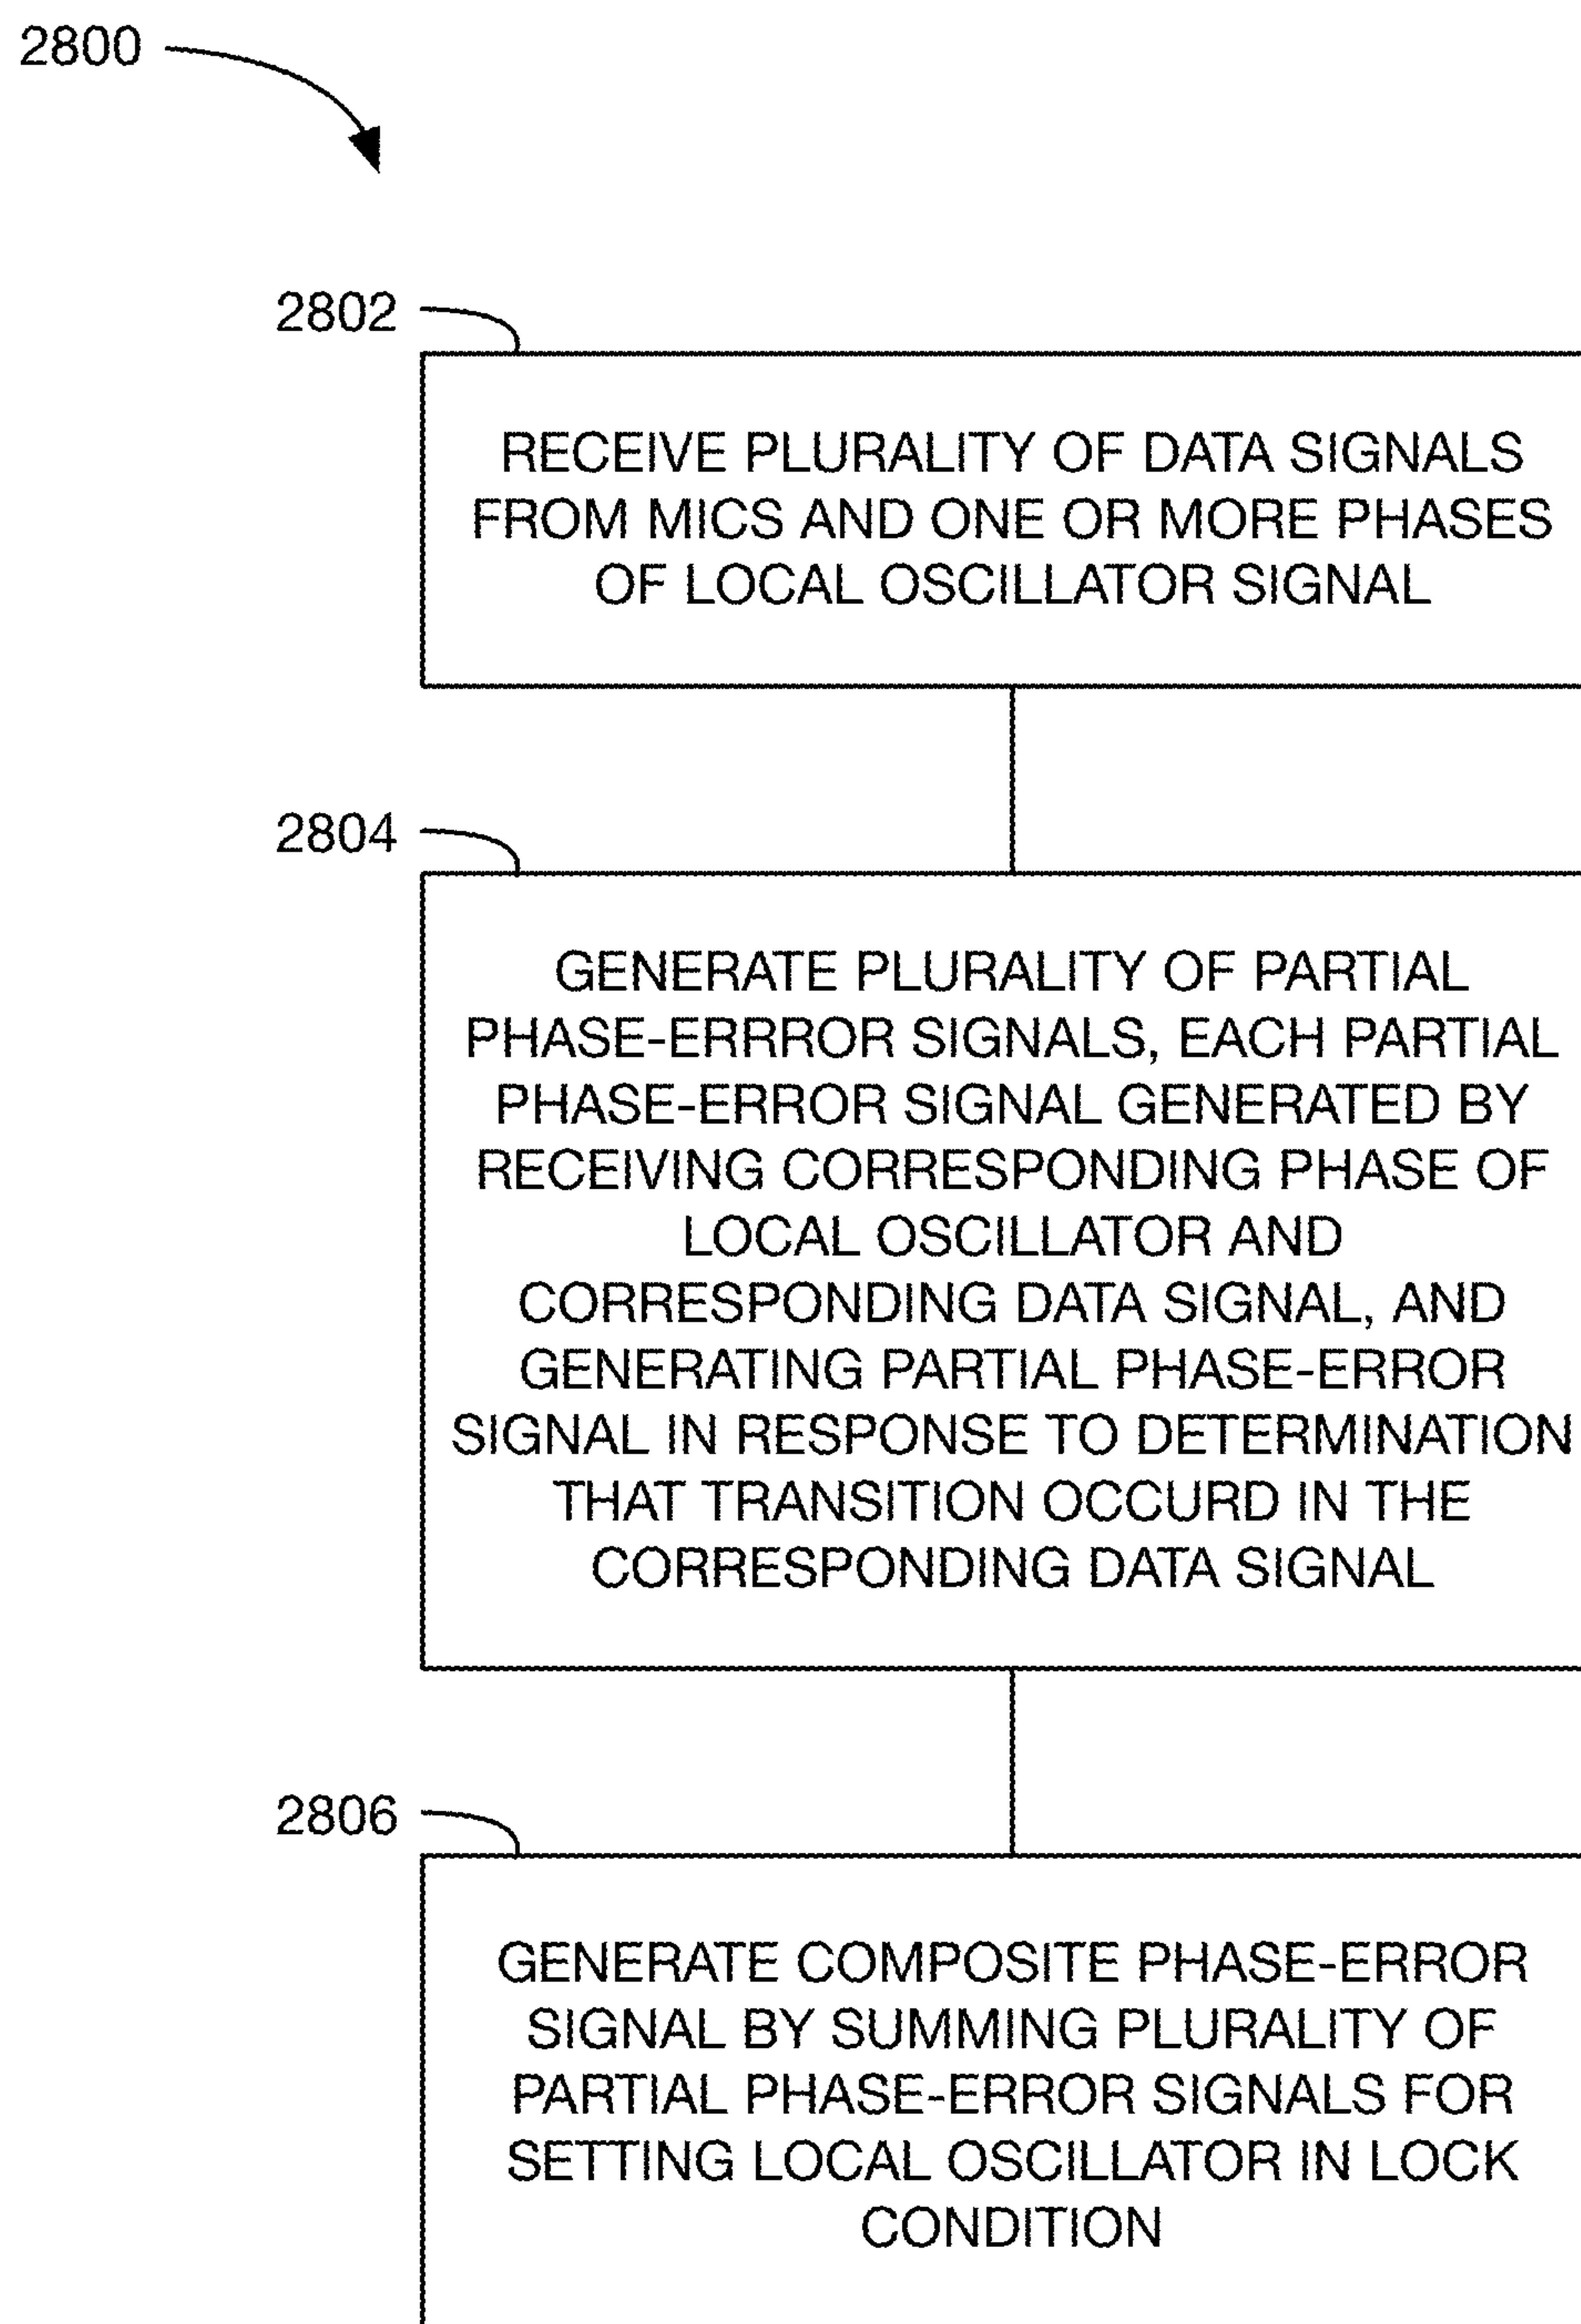 2800
2802
RECEIVE PLURALITY OF DATA SIGNALS
FROM MICS AND ONE OR MORE PHASES
OF LOCAL OSCILLATOR SIGNAL
2804
GENERATE PLURALITY OF PARTIAL
PHASE-ERRROR SIGNALS, EACH PARTIAL
PHASE-ERROR SIGNAL GENERATED BY
RECEIVING CORRESPONDING PHASE OF
LOCAL OSCILLATOR AND
CORRESPONDING DATA SIGNAL, AND
GENERATING PARTIAL PHASE-ERROR
SIGNAL IN RESPONSE TO DETERMINATION
THAT TRANSITION OCCURD IN THE
CORRESPONDING DATA SIGNAL
2806
GENERATE COMPOSITE PHASE-ERROR
SIGNAL BY SUMMING PLURALITY OF
PARTIAL PHASE-ERROR SIGNALS FOR
SETTING LOCAL OSCILLATOR IN LOCK
CONDITION